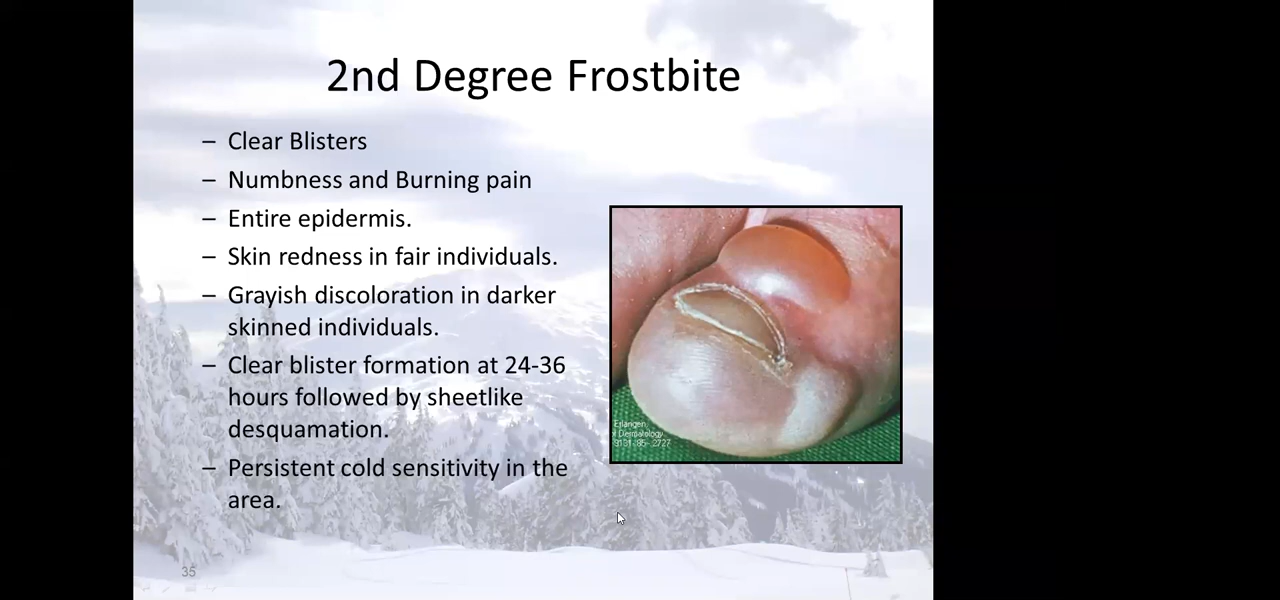 2nd Degree Frostbite
– Clear Blisters
– Numbness and Burning pain
– Entire epidermis.
– Skin redness in fair individuals.
– Grayish discoloration in darker
skinned individuals.
– Clear blister formation at 24-36
hours followed by sheetlike
desquamation.
– Persistent cold sensitivity in the
area.
Erlangen,
Dermatology
2727
35